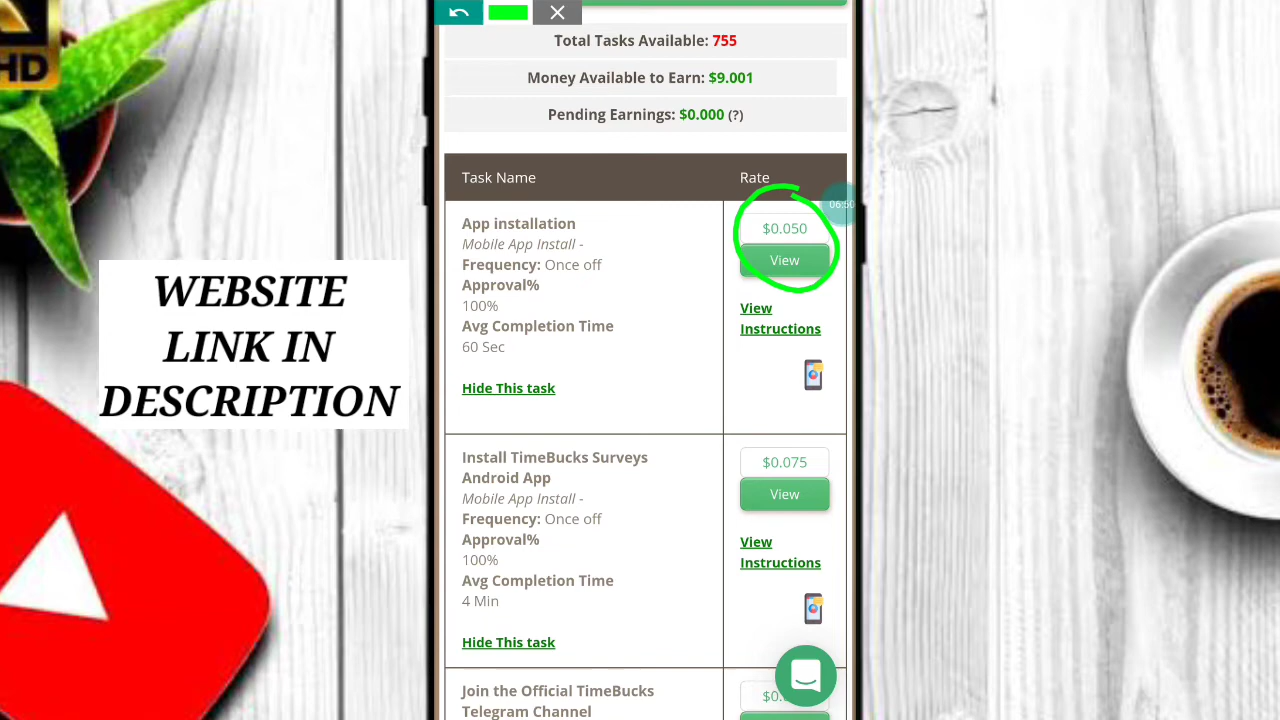 HD
WEBSITE
LINK IN
DESCRIPTION
Total Tasks Available: 755
Money Available to Earn: $9.001
Pending Earnings: $0.000 (?)
Task Name Rate
06:50
App installation
Mobile App Install -
Frequency: Once off
Approval%
100%
Avg Completion Time
60 Sec
Hide This task
$0.050
View
View
Instructions
Install TimeBucks Surveys
Android App
Mobile App Install -
Frequency: Once off
Approval%
100%
Avg Completion Time
4 Min
Hide This task
$0.075
View
View
Instructions
Join the Official TimeBucks
Telegram Channel